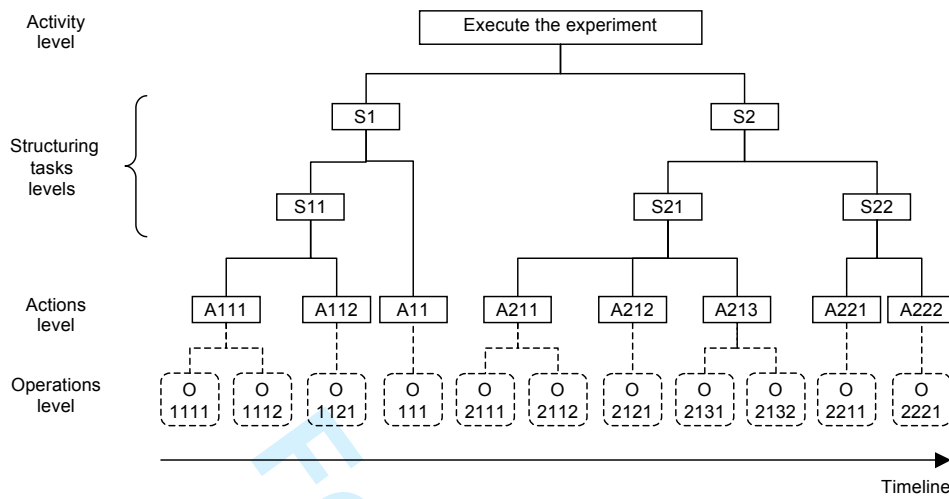 Activity
level
Execute the experiment
S1
S2
Structuring
tasks
levels
S11
S21
S22
Actions
level
A111
A112
A11
A211
A212
A213
A221
A222
Operations
level
O
1111
O
1112
O
1121
O
111
O
2111
O
2112
O
2121
O
2131
O
2132
O
2211
O
2221
Timeline